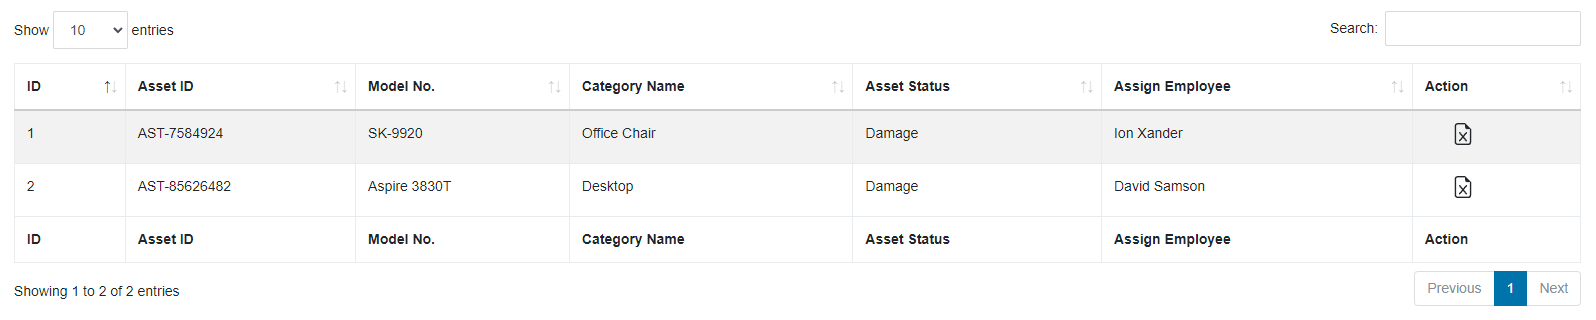 Show 10 entries Search:
ID Asset ID Model No. Category Name Asset Status Assign Employee Action
1 AST-7584924 SK-9920 Office Chair Damage Ion Xander
2 AST-85626482 Aspire 3830T Desktop Damage David Samson
ID Asset ID Model No. Category Name Asset Status Assign Employee Action
Showing 1 to 2 of 2 entries Previous 1 Next